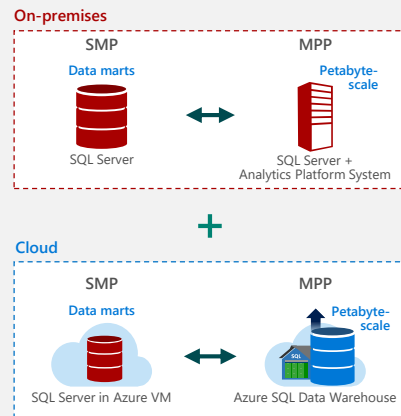 On-premises
SMP
MPP
Data marts
Petabyte-
scale
SQL Server
SQL Server +
Analytics Platform System
+
Cloud
SMP
MPP
Data marts
Petabyte-
scale
SQL
SQL Server in Azure VM
Azure SQL Data Warehouse